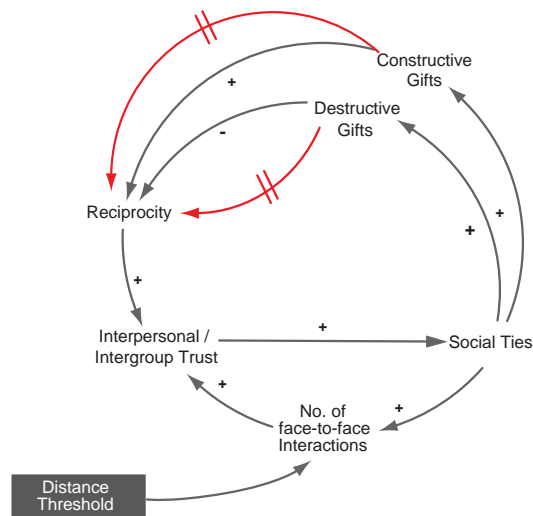 Constructive
Gifts
+
Destructive
Gifts
-
+
+
Reciprocity
+
Interpersonal /
Intergroup Trust
+
Social Ties
+
+
No. of
face-to-face
Interactions
Distance
Threshold